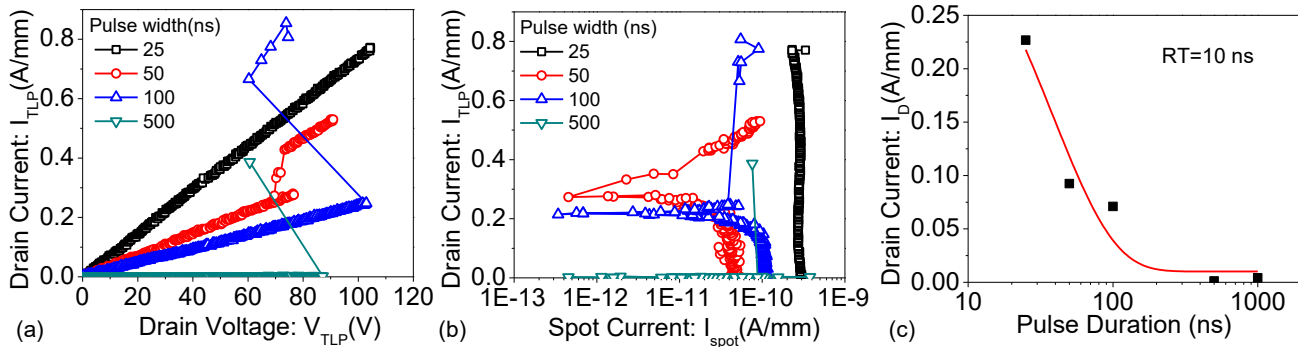 (a)
Drain Current: I_TLP(A/mm)
0.8
0.6
0.4
0.2
0.0
Pulse width(ns)
25
50
100
500
0 20 40 60 80 100 120
Drain Voltage: V_TLP(V)
(b)
Drain Current: I_TLP(A/mm)
0.8
0.6
0.4
0.2
0.0
Pulse width (ns)
25
50
100
500
1E-13 1E-12 1E-11 1E-10 1E-9
Spot Current: I_spot(A/mm)
(c)
Drain Current: I_D(A/mm)
0.25
0.20
0.15
0.10
0.05
0.00
RT=10 ns
10 100 1000
Pulse Duration (ns)